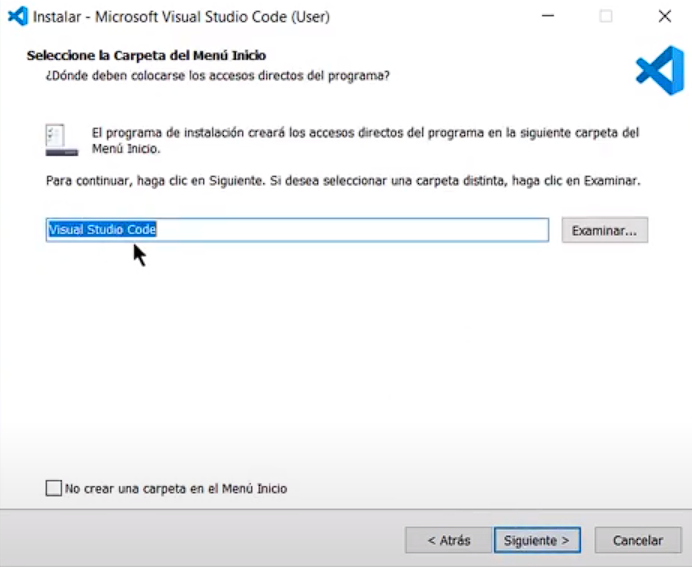 Instalar - Microsoft Visual Studio Code (User)
Seleccione la Carpeta del Menú Inicio
¿Dónde deben colocarse los accesos directos del programa?
El programa de instalación creará los accesos directos del programa en la siguiente carpeta del
Menú Inicio.
Para continuar, haga clic en Siguiente. Si desea seleccionar una carpeta distinta, haga clic en Examinar.
Visual Studio Code
Examinar...
No crear una carpeta en el Menú Inicio
< Atrás
Siguiente >
Cancelar